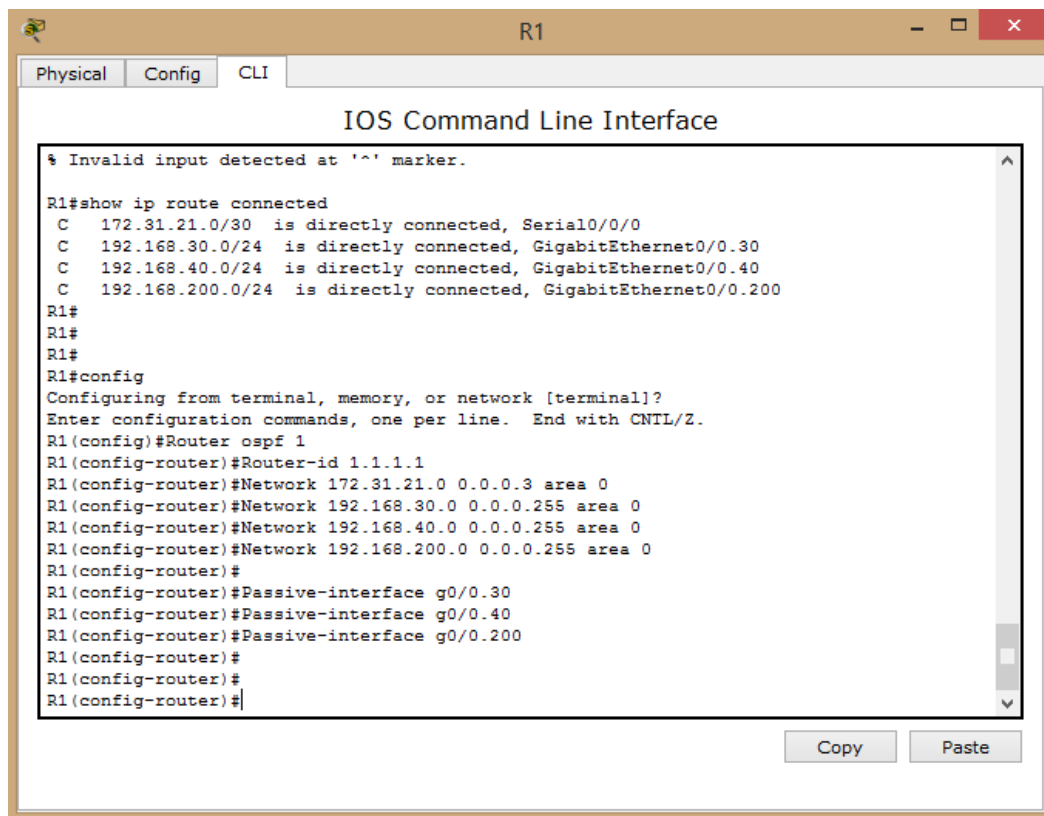 R1
Physical Config CLI
IOS Command Line Interface
% Invalid input detected at '^' marker.
R1#show ip route connected
C 172.31.21.0/30 is directly connected, Serial0/0/0
C 192.168.30.0/24 is directly connected, GigabitEthernet0/0.30
C 192.168.40.0/24 is directly connected, GigabitEthernet0/0.40
C 192.168.200.0/24 is directly connected, GigabitEthernet0/0.200
R1#
R1#
R1#
R1#config
Configuring from terminal, memory, or network [terminal]?
Enter configuration commands, one per line. End with CNTL/Z.
R1(config)#Router ospf 1
R1(config-router)#Router-id 1.1.1.1
R1(config-router)#Network 172.31.21.0 0.0.0.3 area 0
R1(config-router)#Network 192.168.30.0 0.0.0.255 area 0
R1(config-router)#Network 192.168.40.0 0.0.0.255 area 0
R1(config-router)#Network 192.168.200.0 0.0.0.255 area 0
R1(config-router)#
R1(config-router)#Passive-interface g0/0.30
R1(config-router)#Passive-interface g0/0.40
R1(config-router)#Passive-interface g0/0.200
R1(config-router)#
R1(config-router)#
R1(config-router)#
Copy Paste